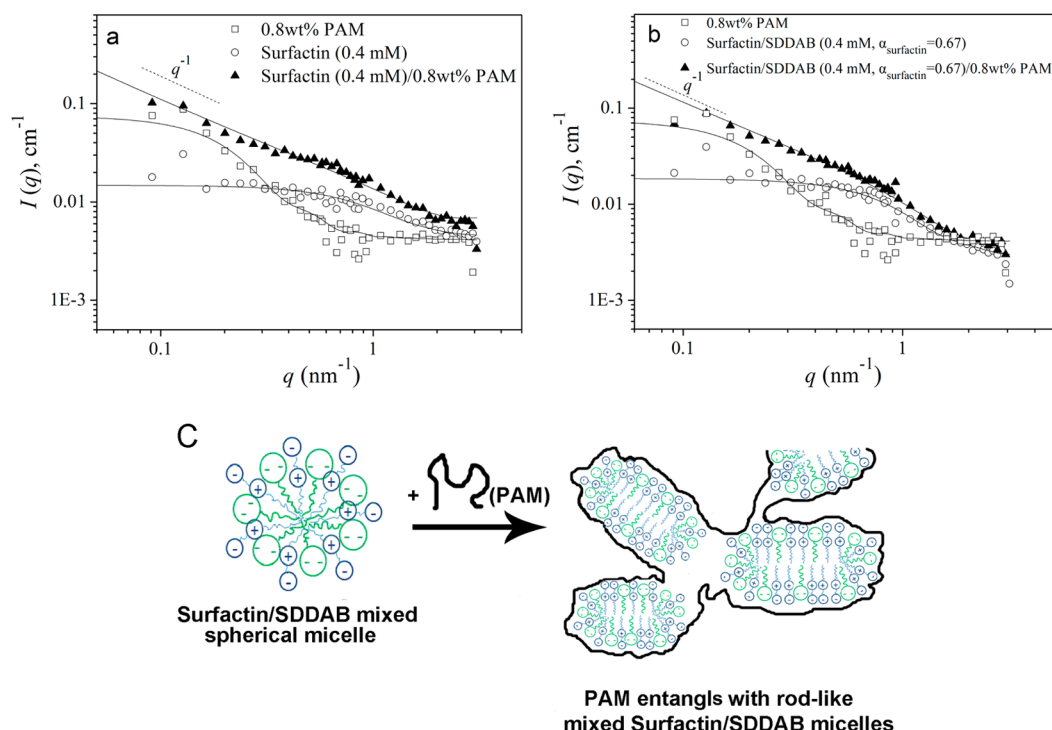 a
0.8wt% PAM
Surfactin (0.4 mM)
Surfactin (0.4 mM)/0.8wt% PAM
q⁻¹
0.1
0.01
1E-3
I (q), cm⁻¹
0.1
1
q (nm⁻¹)
b
0.8wt% PAM
Surfactin/SDDAB (0.4 mM, α_surfactin=0.67)
Surfactin/SDDAB (0.4 mM, α_surfactin=0.67)/0.8wt% PAM
q⁻¹
0.1
0.01
1E-3
I (q), cm⁻¹
0.1
1
q (nm⁻¹)
C
+
(PAM)
Surfactin/SDDAB mixed
spherical micelle
PAM entangls with rod-like
mixed Surfactin/SDDAB micelles